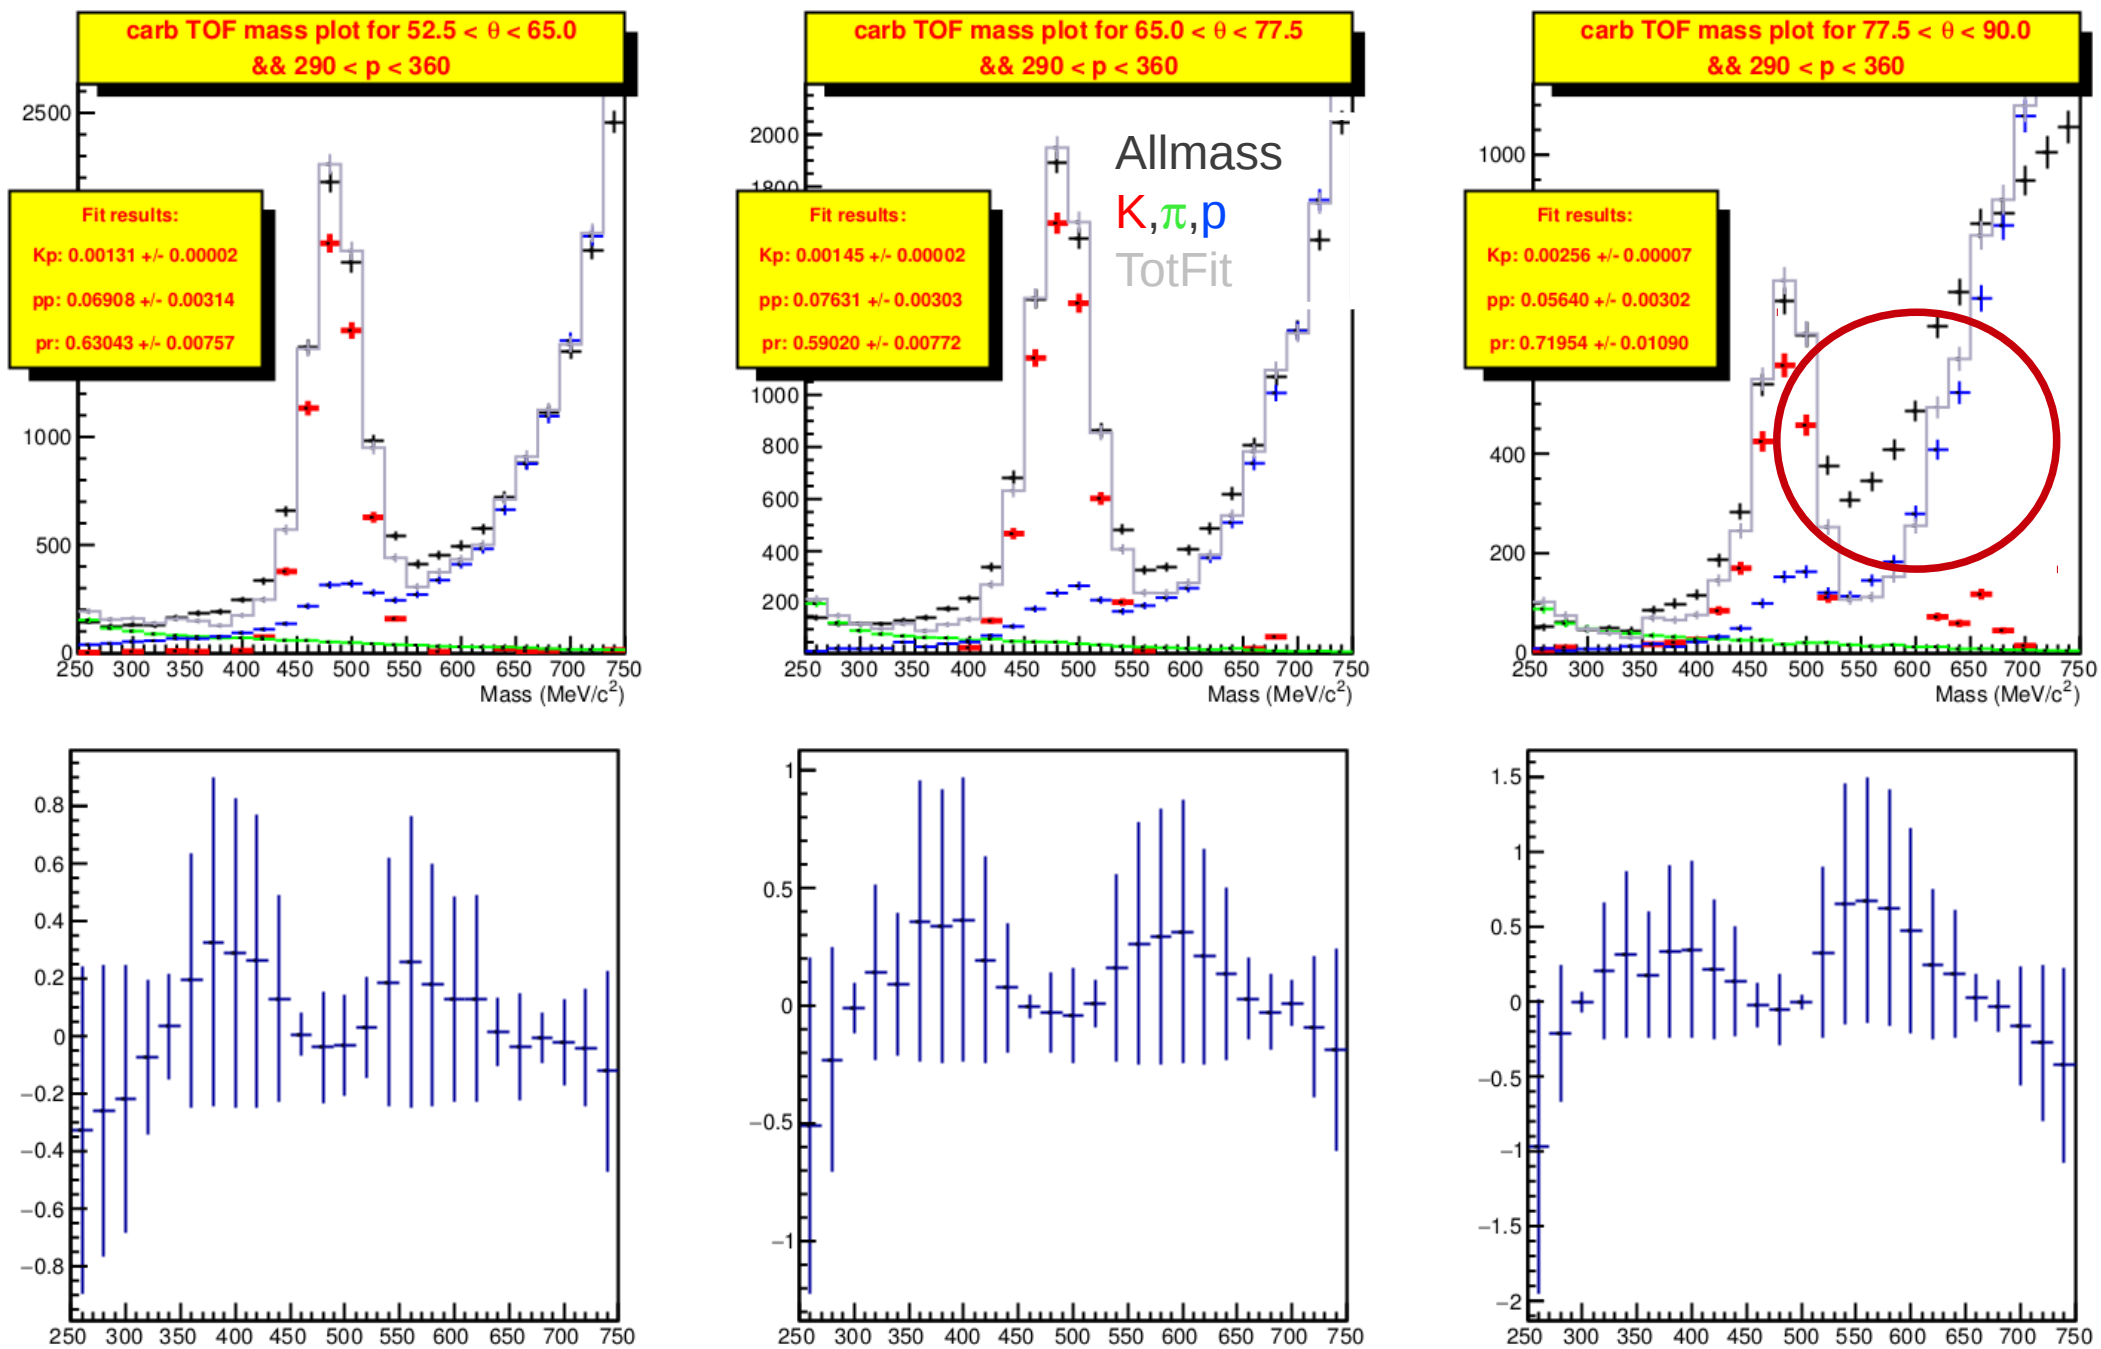 carb TOF mass plot for 52.5 < θ < 65.0
&& 290 < p < 360
2500
1000
500
0
Fit results:
Kp: 0.00131 +/- 0.00002
pp: 0.06908 +/- 0.00314
pr: 0.63043 +/- 0.00757
250 300 350 400 450 500 550 600 650 700 750
Mass (MeV/c²)
carb TOF mass plot for 65.0 < θ < 77.5
&& 290 < p < 360
2000
1800
1000
800
600
400
200
Fit results:
Kp: 0.00145 +/- 0.00002
pp: 0.07631 +/- 0.00303
pr: 0.59020 +/- 0.00772
Allmass
K,π,p
TotFit
250 300 350 400 450 500 550 600 650 700 750
Mass (MeV/c²)
carb TOF mass plot for 77.5 < θ < 90.0
&& 290 < p < 360
1000
400
200
0
Fit results:
Kp: 0.00256 +/- 0.00007
pp: 0.05640 +/- 0.00302
pr: 0.71954 +/- 0.01090
250 300 350 400 450 500 550 600 650 700 750
Mass (MeV/c²)
0.8
0.6
0.4
0.2
0
−0.2
−0.4
−0.6
−0.8
250 300 350 400 450 500 550 600 650 700 750
1
0.5
0
−0.5
−1
250 300 350 400 450 500 550 600 650 700 750
1.5
1
0.5
0
−0.5
−1
−1.5
−2
250 300 350 400 450 500 550 600 650 700 750